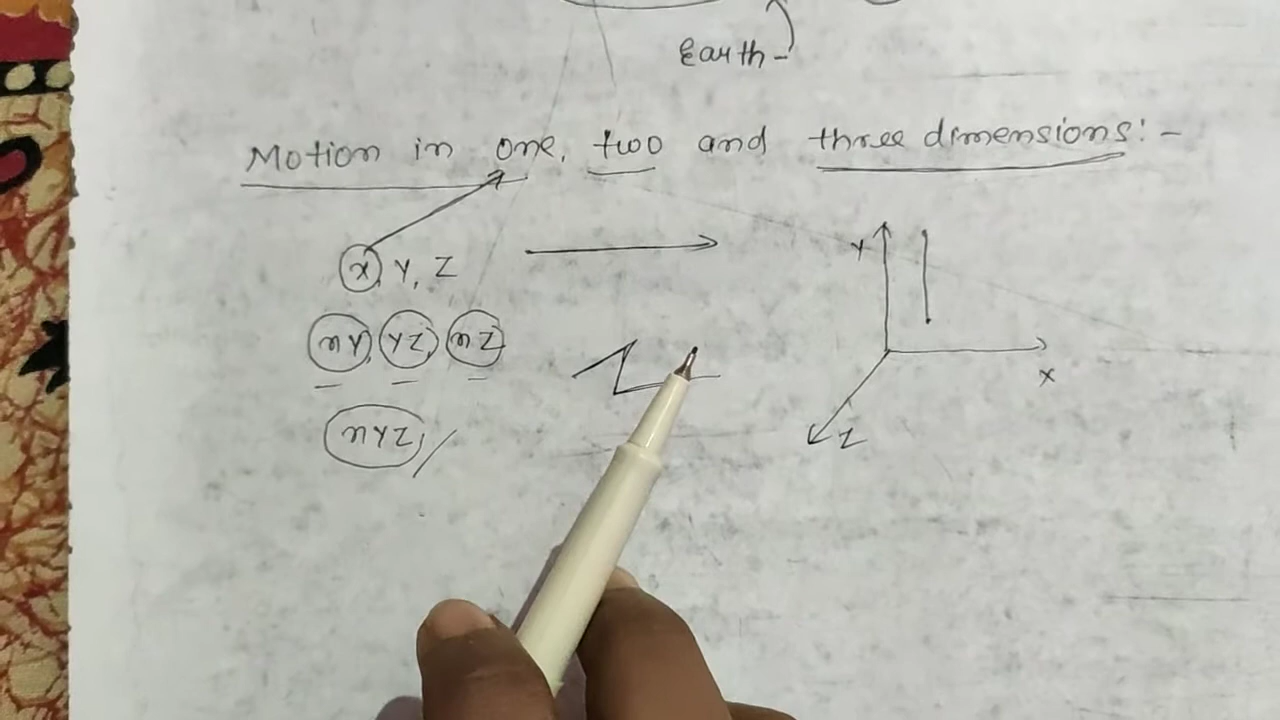 Earth -
Motion in one, two and three dimensions:-
x, Y, Z
xY, YZ, xZ
xYZ,
Y
X
Z